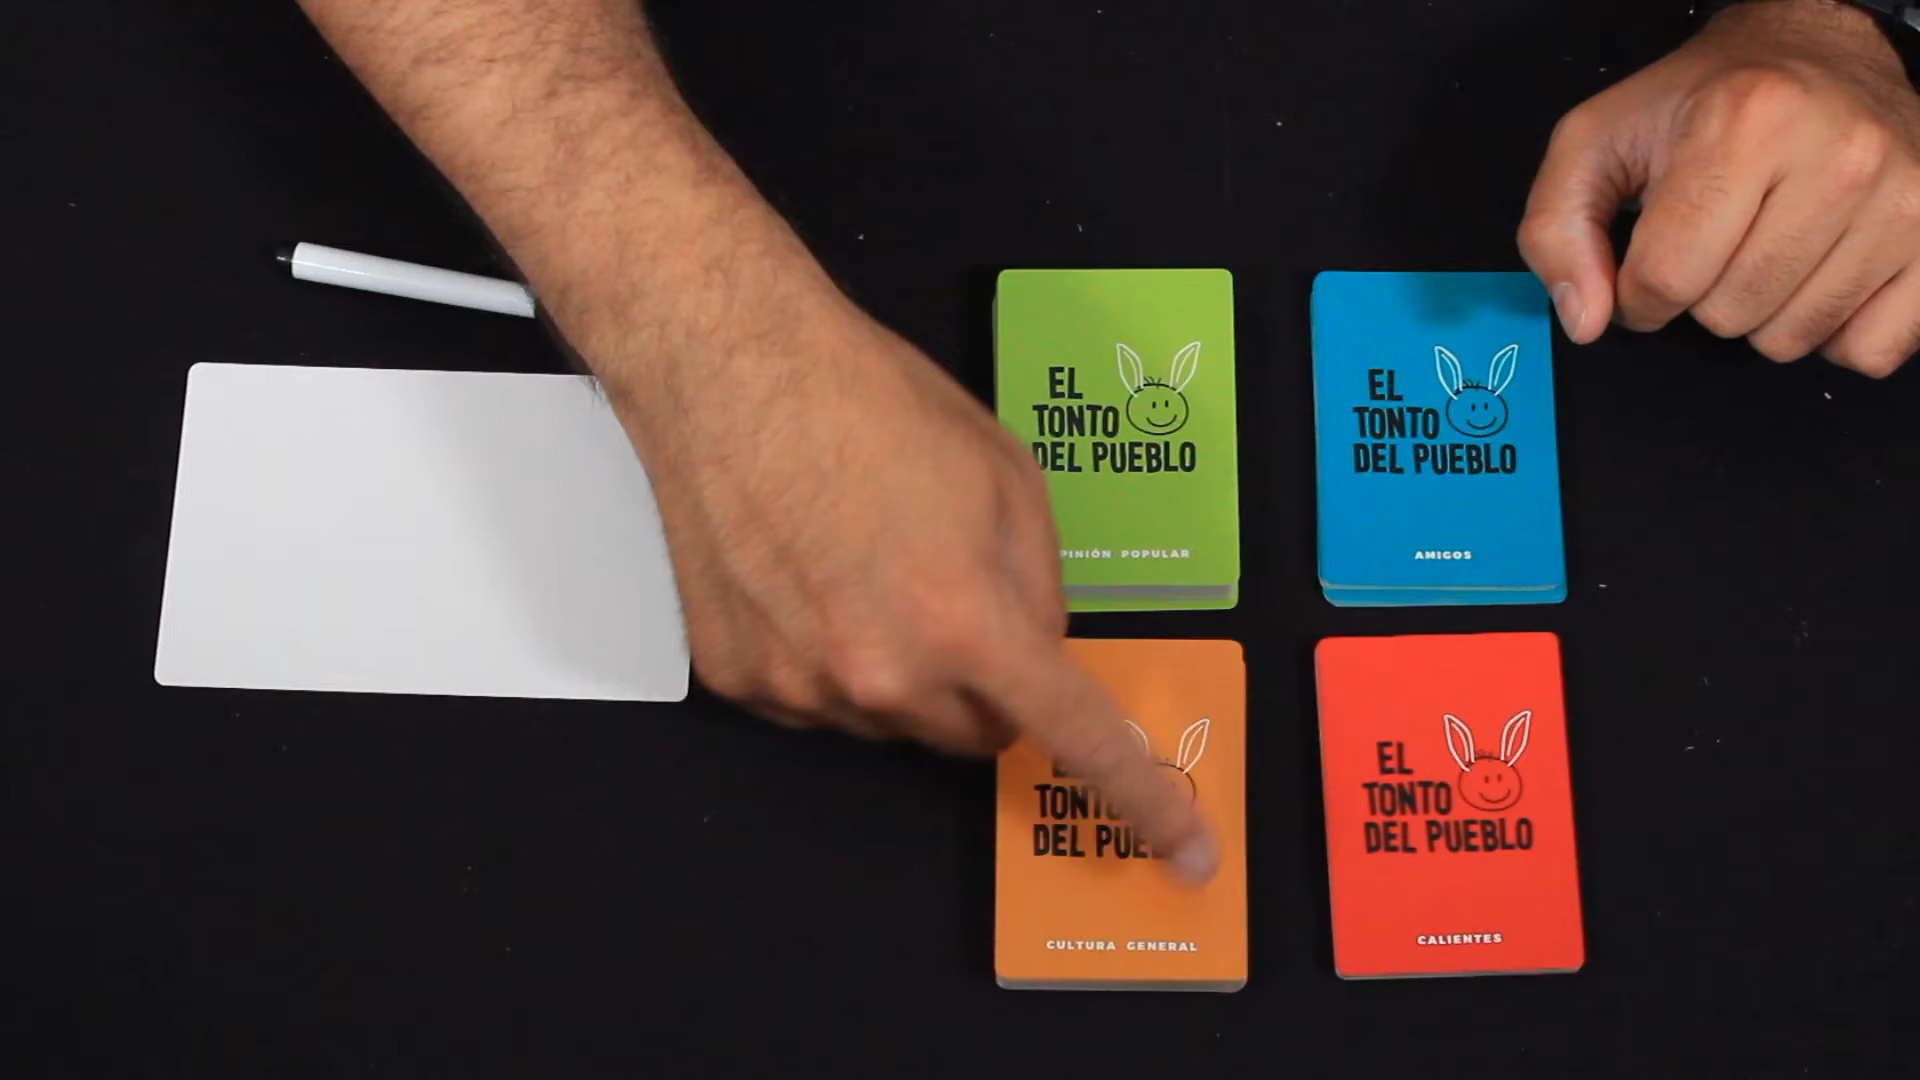 EL
TONTO
DEL PUEBLO
PINIÓN POPULAR
EL
TONTO
DEL PUEBLO
AMIGOS
TONTO
DEL PUE
CULTURA GENERAL
EL
TONTO
DEL PUEBLO
CALIENTES